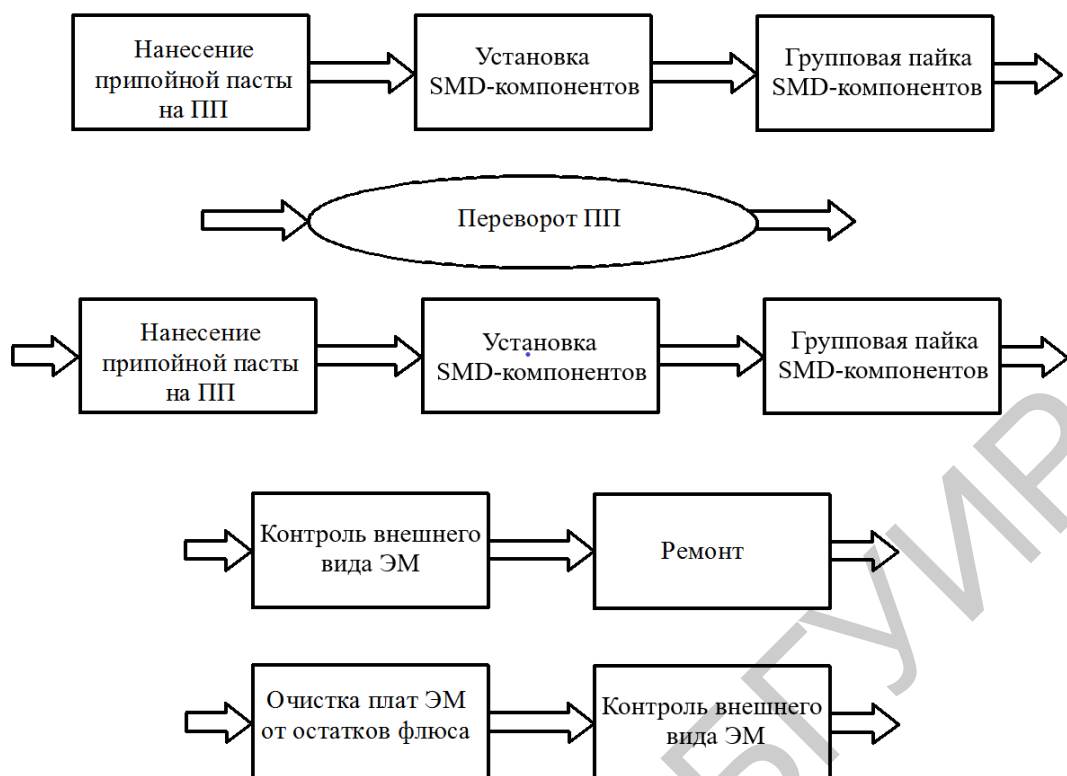 Нанесение
припойной пасты
на ПП
Установка
SMD-компонентов
Групповая пайка
SMD-компонентов
Переворот ПП
Нанесение
припойной пасты
на ПП
Установка
SMD-компонентов
Групповая пайка
SMD-компонентов
Контроль внешнего
вида ЭМ
Ремонт
Очистка плат ЭМ
от остатков флюса
Контроль внешнего
вида ЭМ
БГУИР